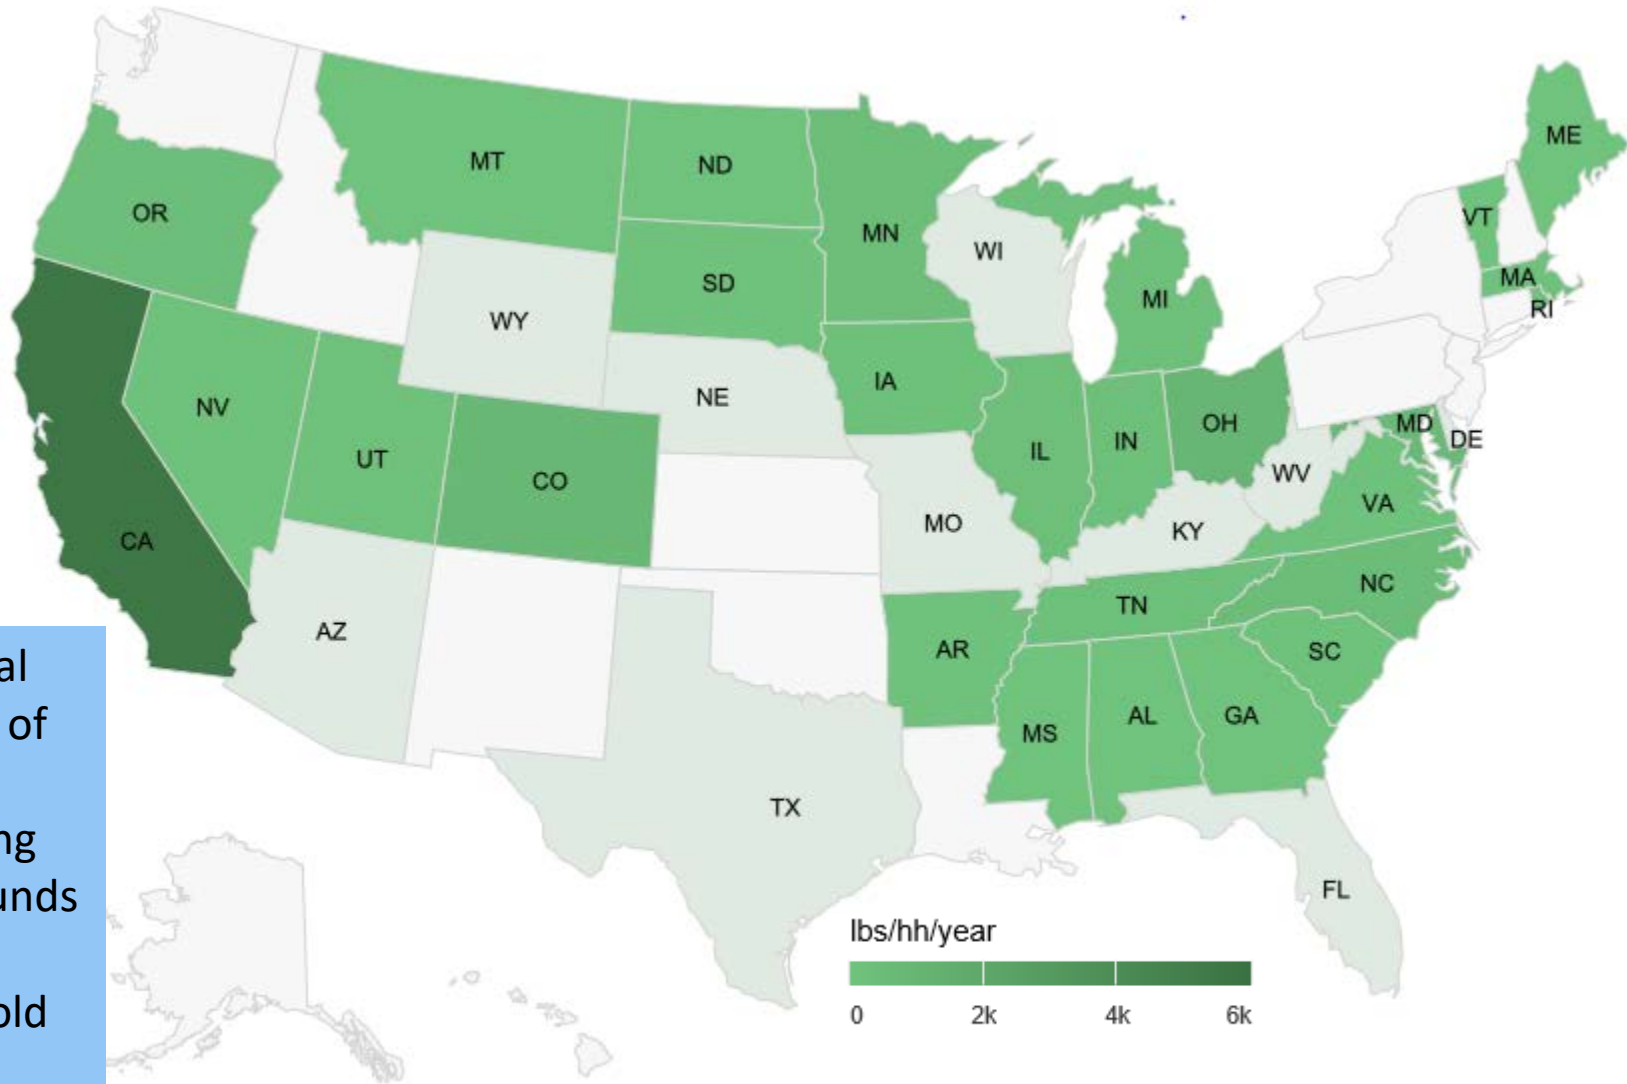 ME
MT
ND
OR
VT
MN
WI
MA
SD
MI
RI
WY
IA
NE
NV
OH
MD
DE
IN
IL
UT
WV
CO
VA
MO
KY
CA
NC
TN
AZ
AR
SC
AL
GA
MS
TX
FL
al
of
ng
unds
old
lbs/hh/year
0 2k 4k 6k